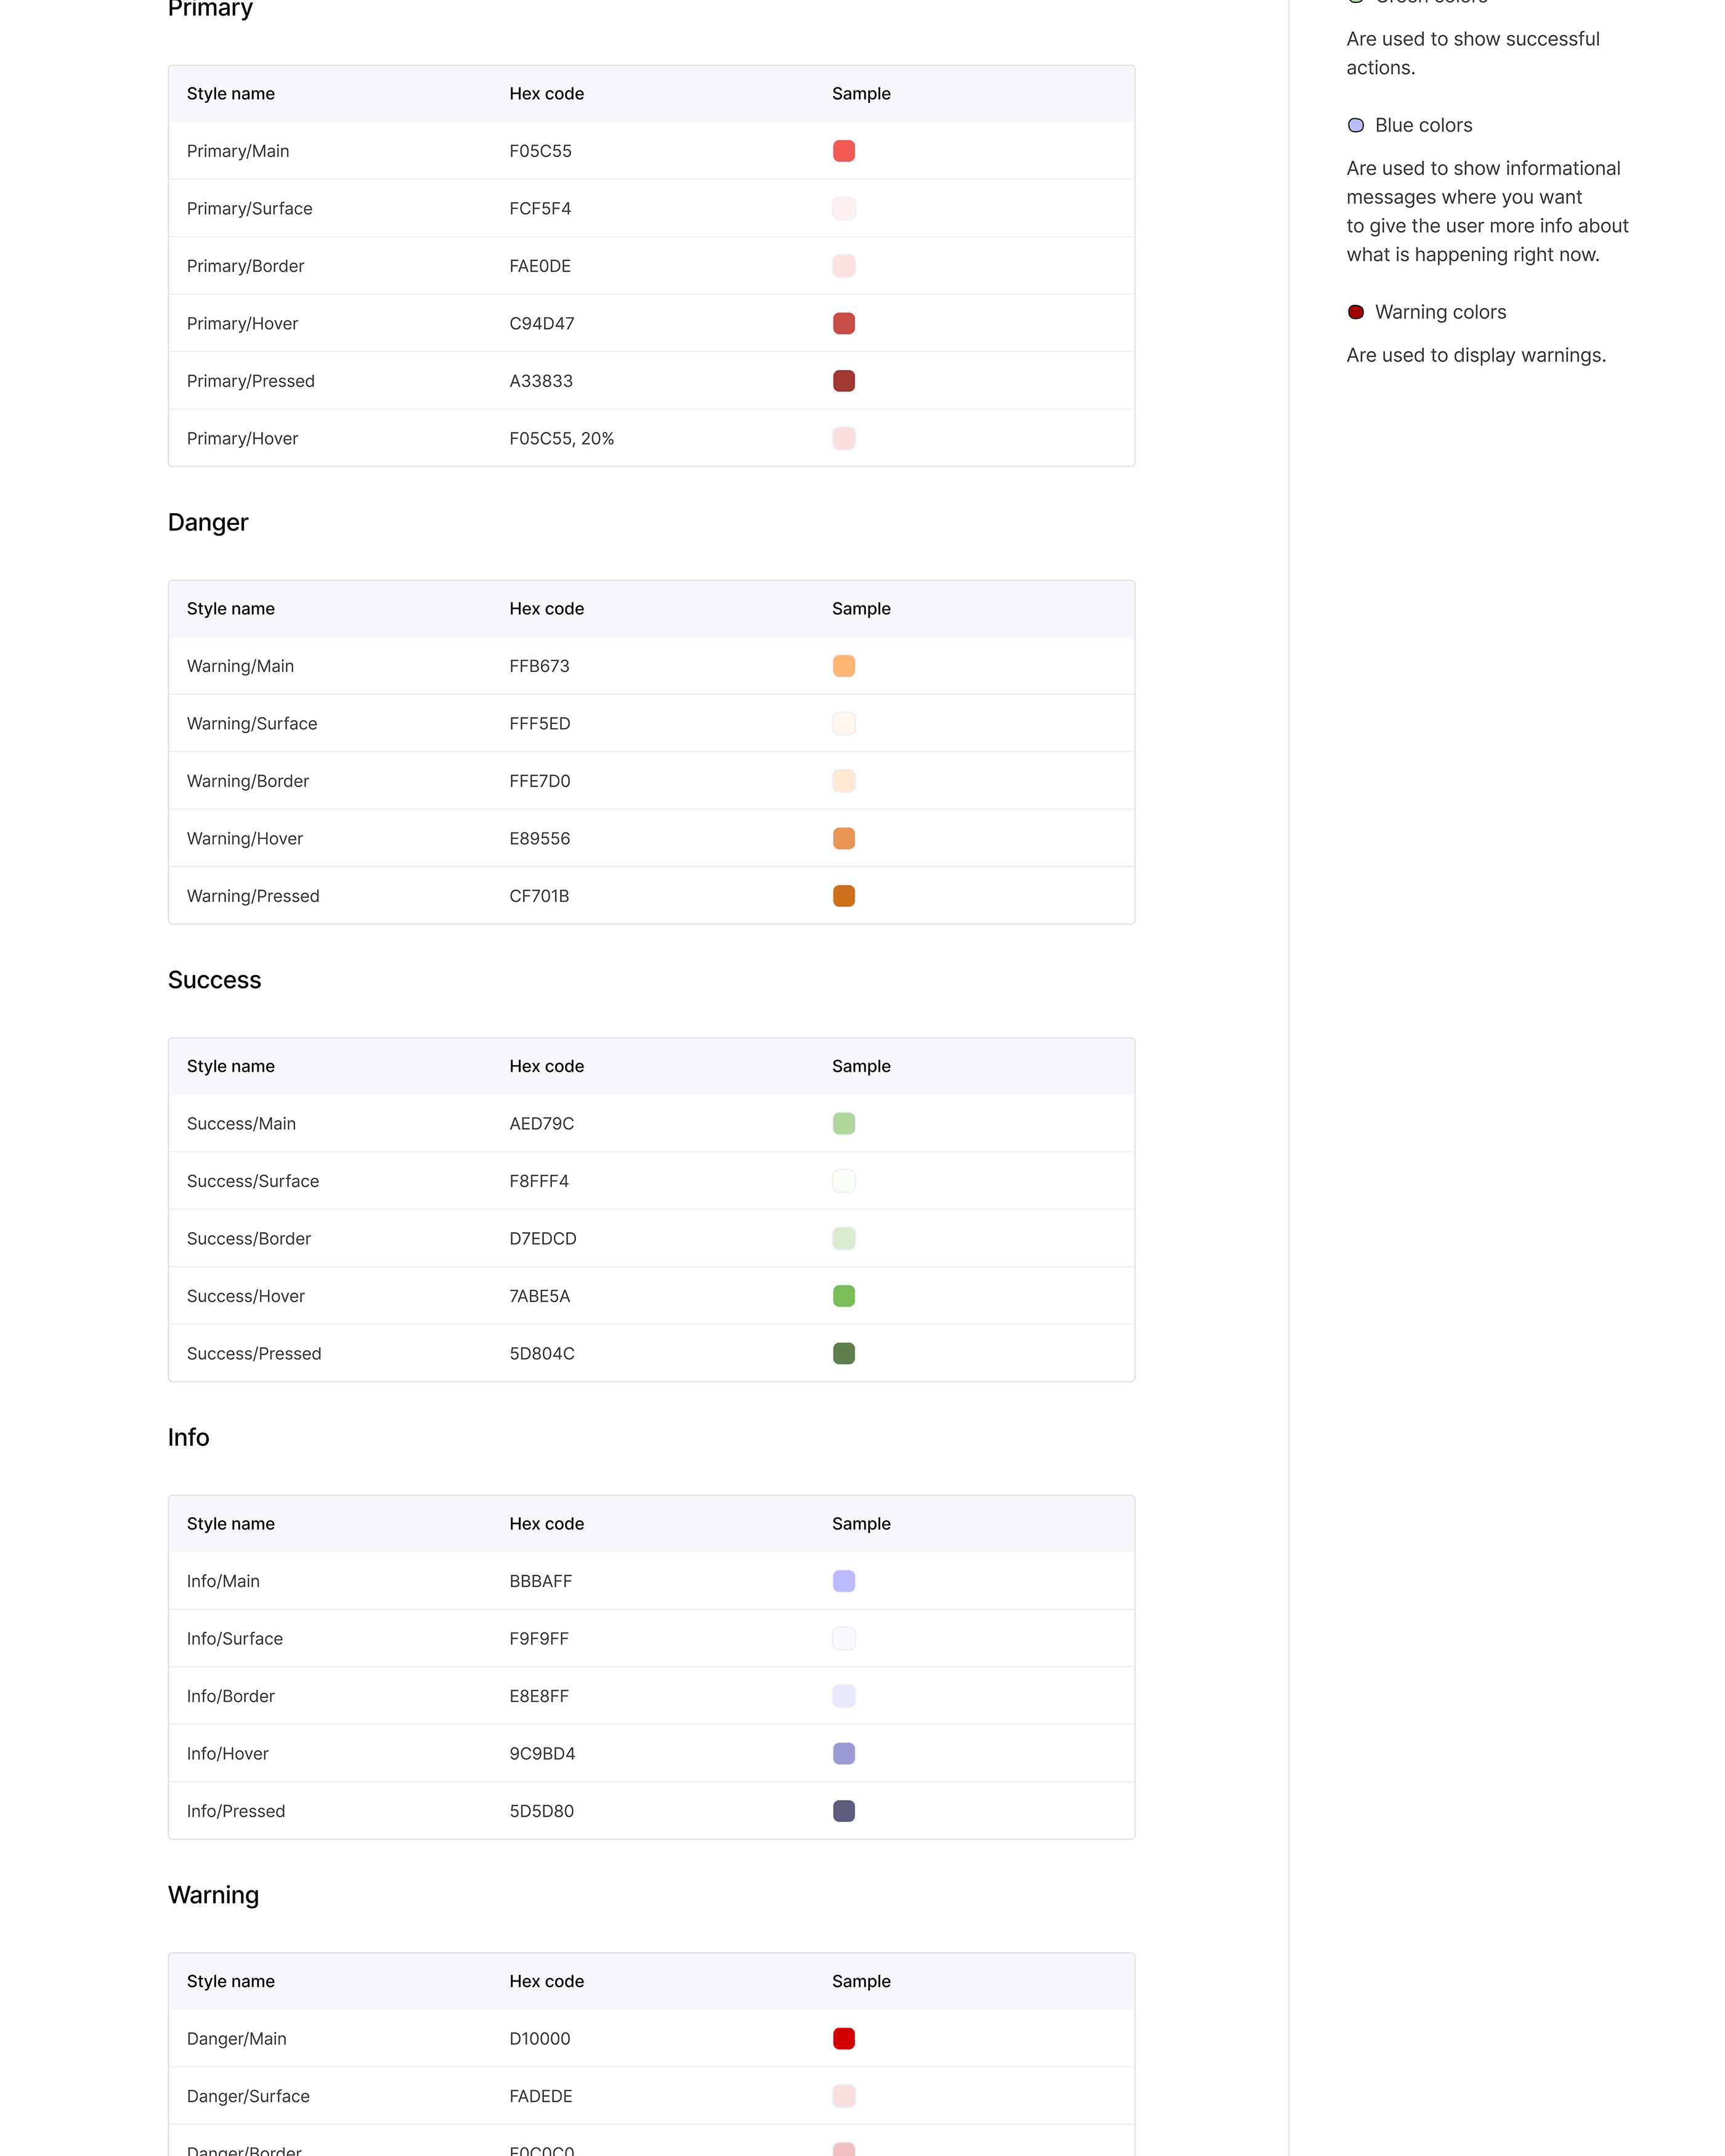 Primary
Style name Hex code Sample
Primary/Main F05C55
Primary/Surface FCF5F4
Primary/Border FAE0DE
Primary/Hover C94D47
Primary/Pressed A33833
Primary/Hover F05C55, 20%
Danger
Style name Hex code Sample
Warning/Main FFB673
Warning/Surface FFF5ED
Warning/Border FFE7D0
Warning/Hover E89556
Warning/Pressed CF701B
Success
Style name Hex code Sample
Success/Main AED79C
Success/Surface F8FFF4
Success/Border D7EDCD
Success/Hover 7ABE5A
Success/Pressed 5D804C
Info
Style name Hex code Sample
Info/Main BBBAFF
Info/Surface F9F9FF
Info/Border E8E8FF
Info/Hover 9C9BD4
Info/Pressed 5D5D80
Warning
Style name Hex code Sample
Danger/Main D10000
Danger/Surface FADEDE
Danger/Border F0C0C0
Green colors
Are used to show successful
actions.
Blue colors
Are used to show informational
messages where you want
to give the user more info about
what is happening right now.
Warning colors
Are used to display warnings.